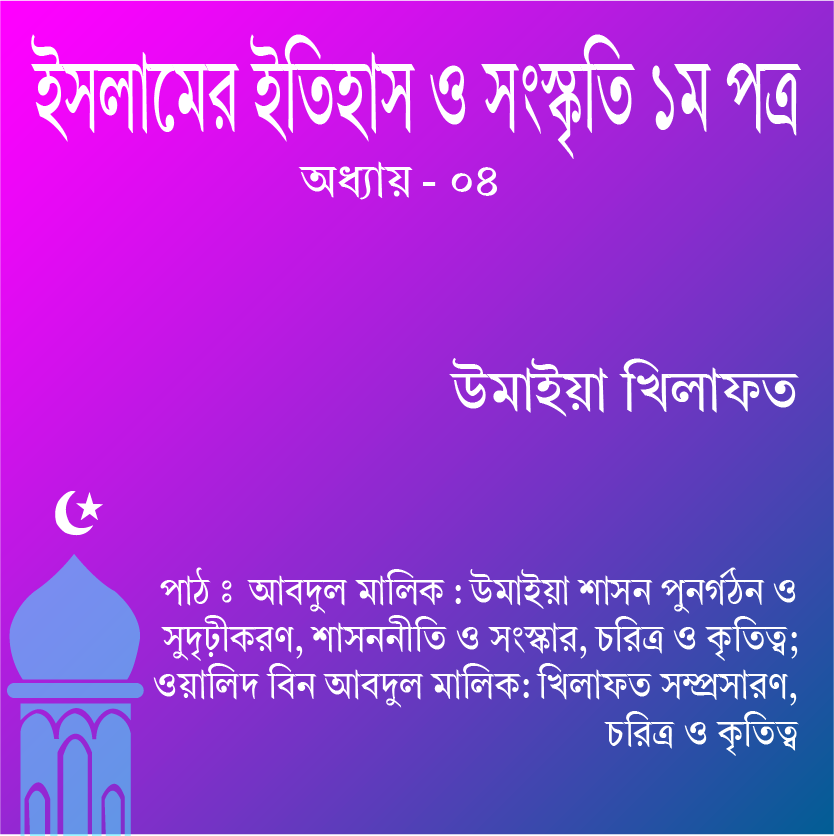 ইসলামের ইতিহাস ও সংস্কৃতি ১ম পত্র
অধ্যায় - ০৪
উমাইয়া খিলাফত
পাঠ ঃ আবদুল মালিক : উমাইয়া শাসন পুনর্গঠন ও
সুদৃঢ়ীকরণ, শাসননীতি ও সংস্কার, চরিত্র ও কৃতিত্ব;
ওয়ালিদ বিন আবদুল মালিক: খিলাফত সম্প্রসারণ,
চরিত্র ও কৃতিত্ব